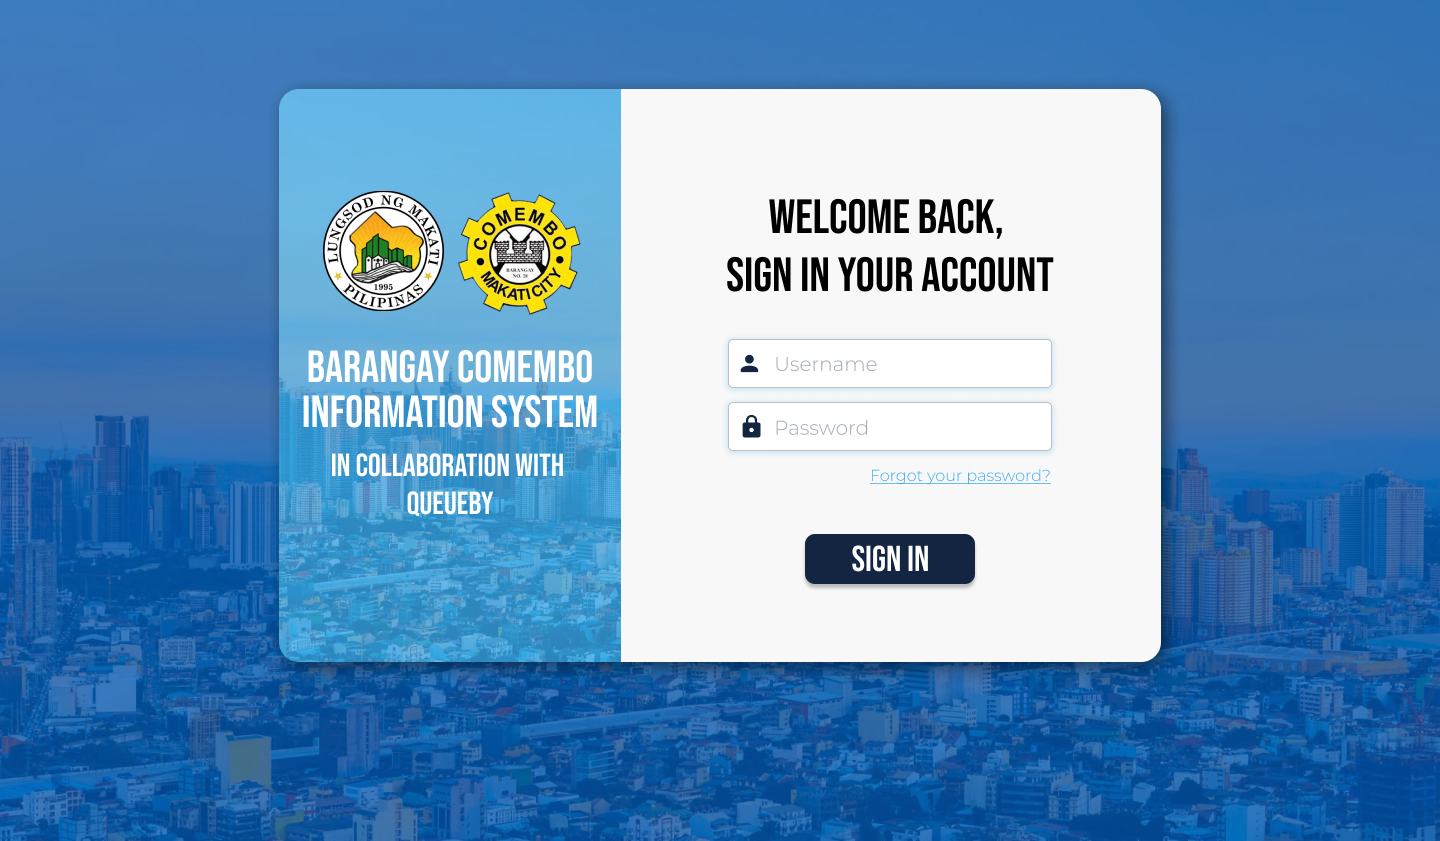 LUNGSOD NG MAKATI
1995
PILIPINAS
COMEMBO
BARANGAY
NO. 28
MAKATI CITY
BARANGAY COMEMBO
INFORMATION SYSTEM
IN COLLABORATION WITH
QUEUEBY
WELCOME BACK,
SIGN IN YOUR ACCOUNT
Username
Password
Forgot your password?
SIGN IN